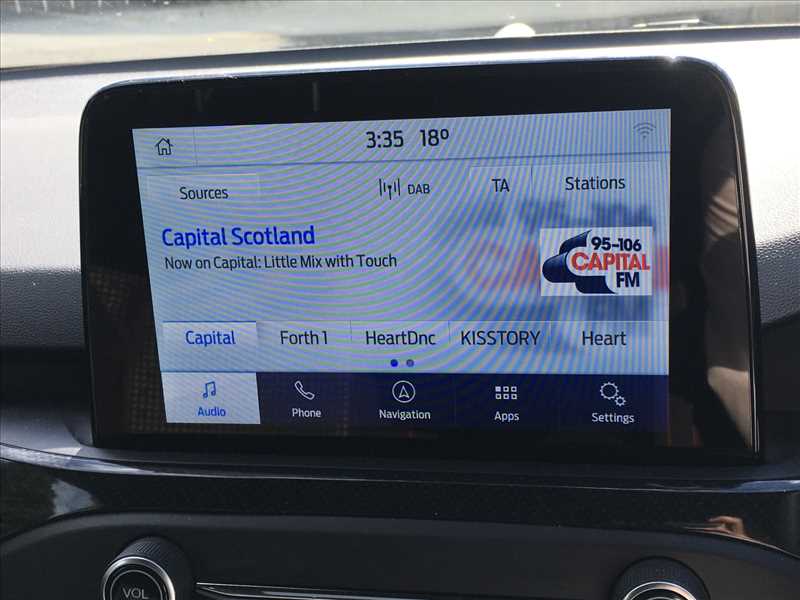 3:35 18°
Sources DAB TA Stations
Capital Scotland
Now on Capital: Little Mix with Touch
95-106
CAPITAL
FM
Capital Forth 1 HeartDnc KISSTORY Heart
Audio Phone Navigation Apps Settings
VOL